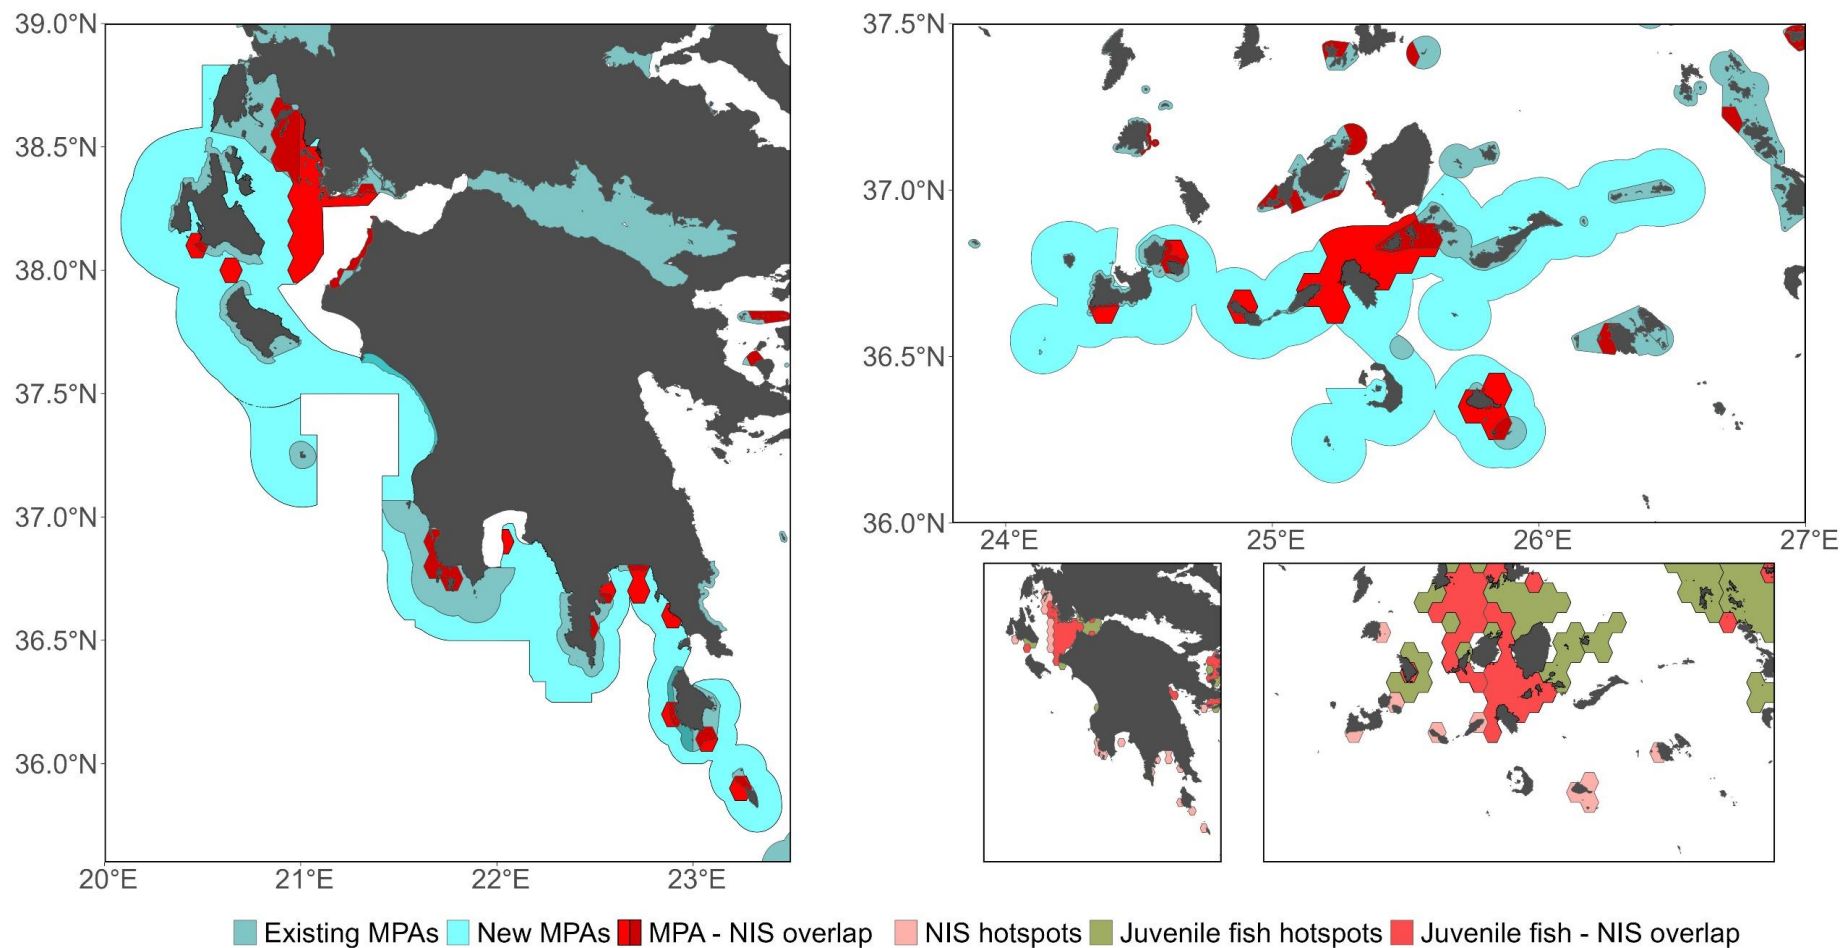 39.0°N
38.5°N
38.0°N
37.5°N
37.0°N
36.5°N
36.0°N
20°E 21°E 22°E 23°E
37.5°N
37.0°N
36.5°N
36.0°N
24°E 25°E 26°E 27°E
Existing MPAs New MPAs MPA - NIS overlap NIS hotspots Juvenile fish hotspots Juvenile fish - NIS overlap